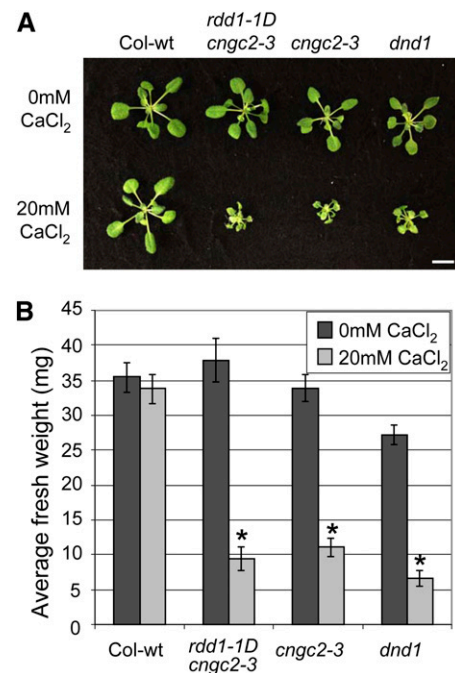 A
Col-wt
rdd1-1D
cngc2-3
cngc2-3
dnd1
0mM
CaCl₂
20mM
CaCl₂
B
Average fresh weight (mg)
45
40
35
30
25
20
15
10
5
0
0mM CaCl₂
20mM CaCl₂
*
*
*
Col-wt
rdd1-1D
cngc2-3
cngc2-3
dnd1